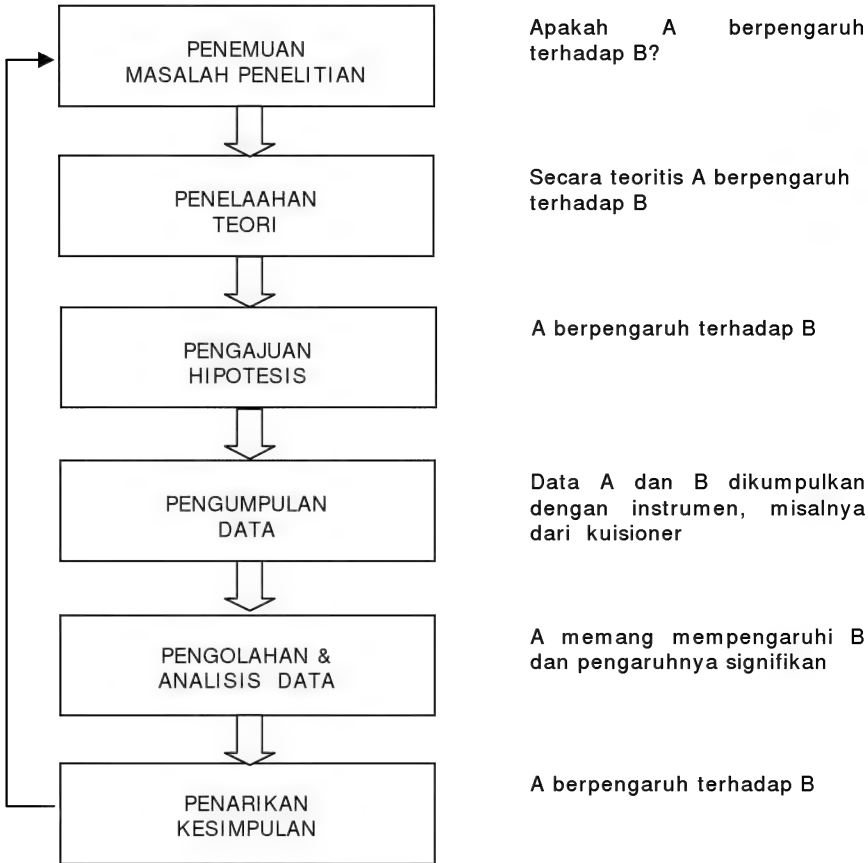 PENEMUAN
MASALAH PENELITIAN
Apakah A berpengaruh
terhadap B?
PENELAAHAN
TEORI
Secara teoritis A berpengaruh
terhadap B
PENGAJUAN
HIPOTESIS
A berpengaruh terhadap B
PENGUMPULAN
DATA
Data A dan B dikumpulkan
dengan instrumen, misalnya
dari kuisioner
PENGOLAHAN &
ANALISIS DATA
A memang mempengaruhi B
dan pengaruhnya signifikan
PENARIKAN
KESIMPULAN
A berpengaruh terhadap B